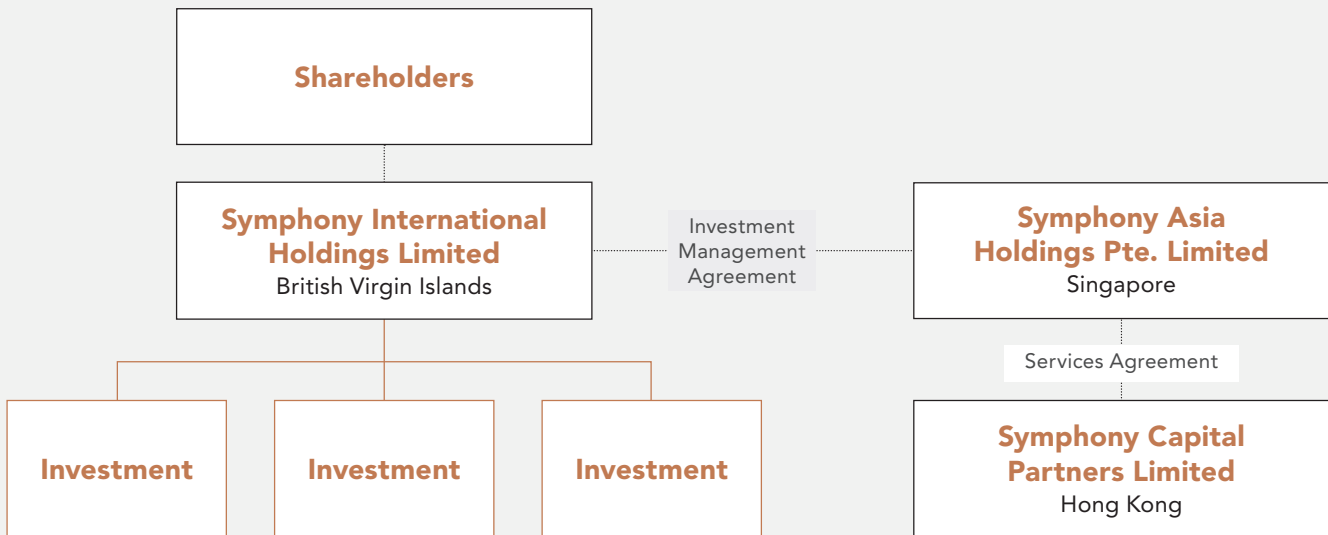 Shareholders
Symphony International
Holdings Limited
British Virgin Islands
Investment
Management
Agreement
Symphony Asia
Holdings Pte. Limited
Singapore
Services Agreement
Investment
Investment
Investment
Symphony Capital
Partners Limited
Hong Kong